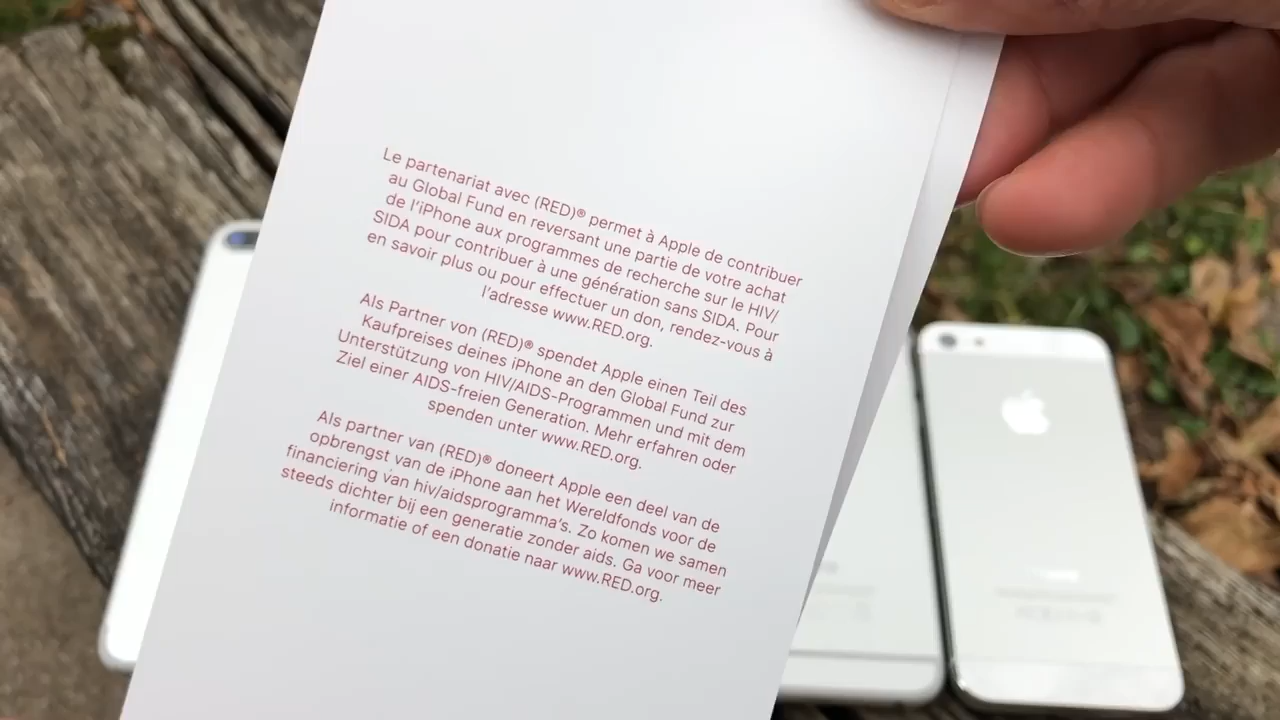 Le partenariat avec (RED)® permet à Apple de contribuer
au Global Fund en reversant une partie de votre achat
de l'iPhone aux programmes de recherche sur le HIV/
SIDA pour contribuer à une génération sans SIDA. Pour
en savoir plus ou pour effectuer un don, rendez-vous à
l'adresse www.RED.org.
Als Partner von (RED)® spendet Apple einen Teil des
Kaufpreises deines iPhone an den Global Fund zur
Unterstützung von HIV/AIDS-Programmen und mit dem
Ziel einer AIDS-freien Generation. Mehr erfahren oder
spenden unter www.RED.org.
Als partner van (RED)® doneert Apple een deel van de
opbrengst van de iPhone aan het Wereldfonds voor de
financiering van hiv/aidsprogramma's. Zo komen we samen
steeds dichter bij een generatie zonder aids. Ga voor meer
informatie of een donatie naar www.RED.org.